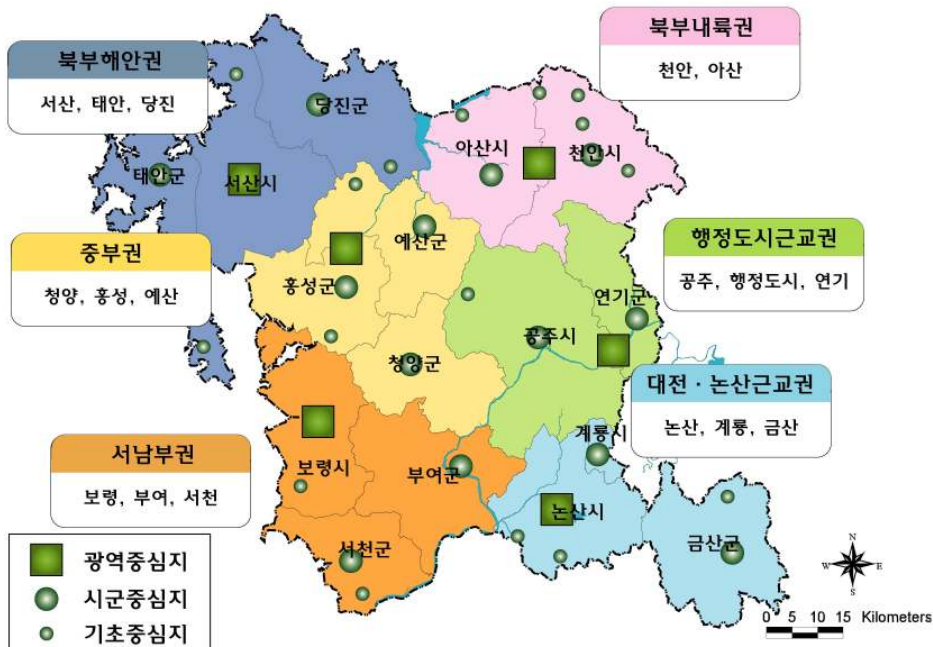 북부내륙권
천안, 아산
북부해안권
서산, 태안, 당진
당진군
아산시
천안시
태안군
서산시
중부권
청양, 홍성, 예산
예산군
홍성군
행정도시근교권
공주, 행정도시, 연기
연기군
공주시
청양군
대전 · 논산근교권
논산, 계룡, 금산
계룡시
서남부권
보령, 부여, 서천
보령시
부여군
논산시
금산군
서천군
광역중심지
시군중심지
기초중심지
N
W E
S
0 5 10 15 Kilometers